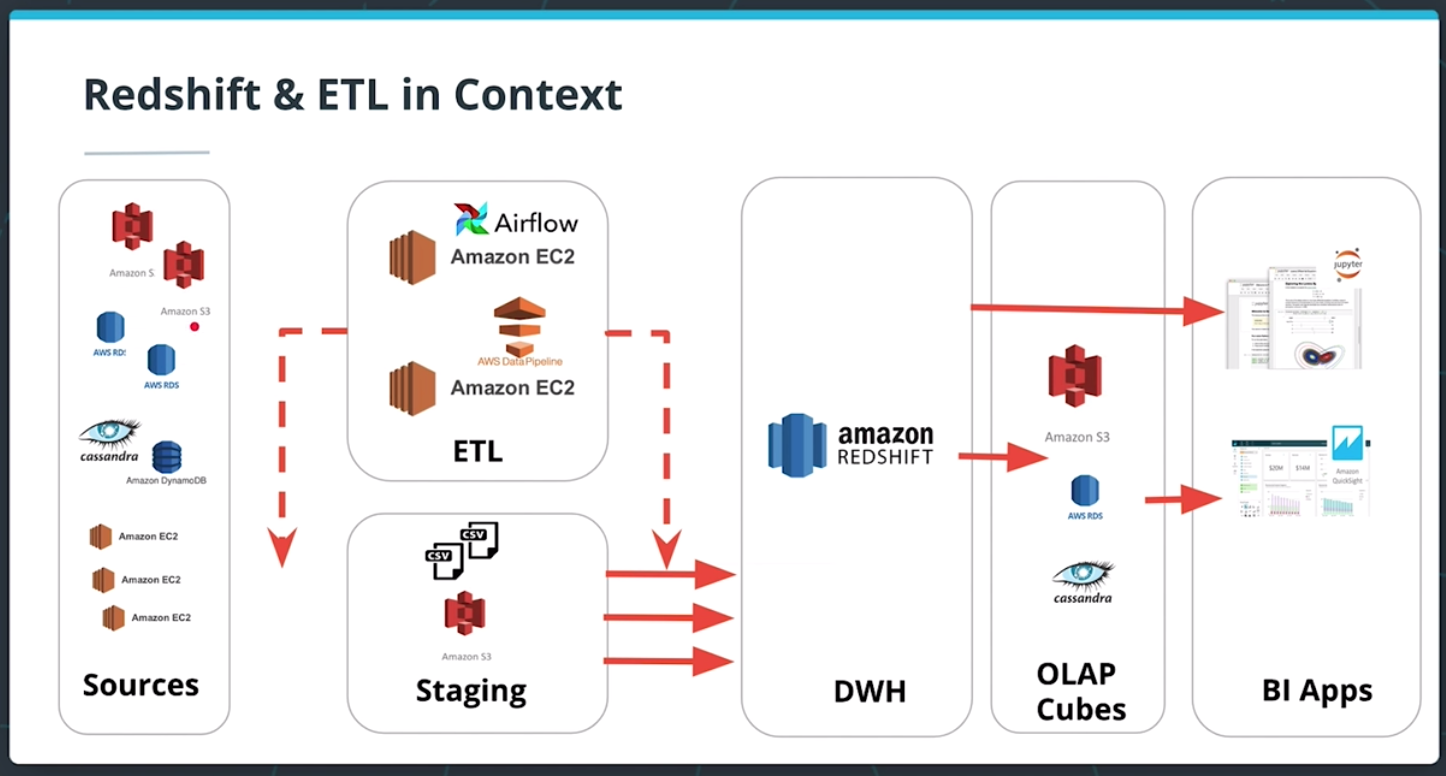 Redshift & ETL in Context
Amazon S
Amazon S3
AWS RDS
AWS RDS
cassandra
Amazon DynamoDB
Amazon EC2
Amazon EC2
Amazon EC2
Sources
Airflow
Amazon EC2
AWS Data Pipeline
Amazon EC2
ETL
CSV
CSV
Amazon S3
Staging
amazon
REDSHIFT
DWH
Amazon S3
AWS RDS
cassandra
OLAP
Cubes
jupyter
$20M
$14M
Amazon
QuickSight
BI Apps